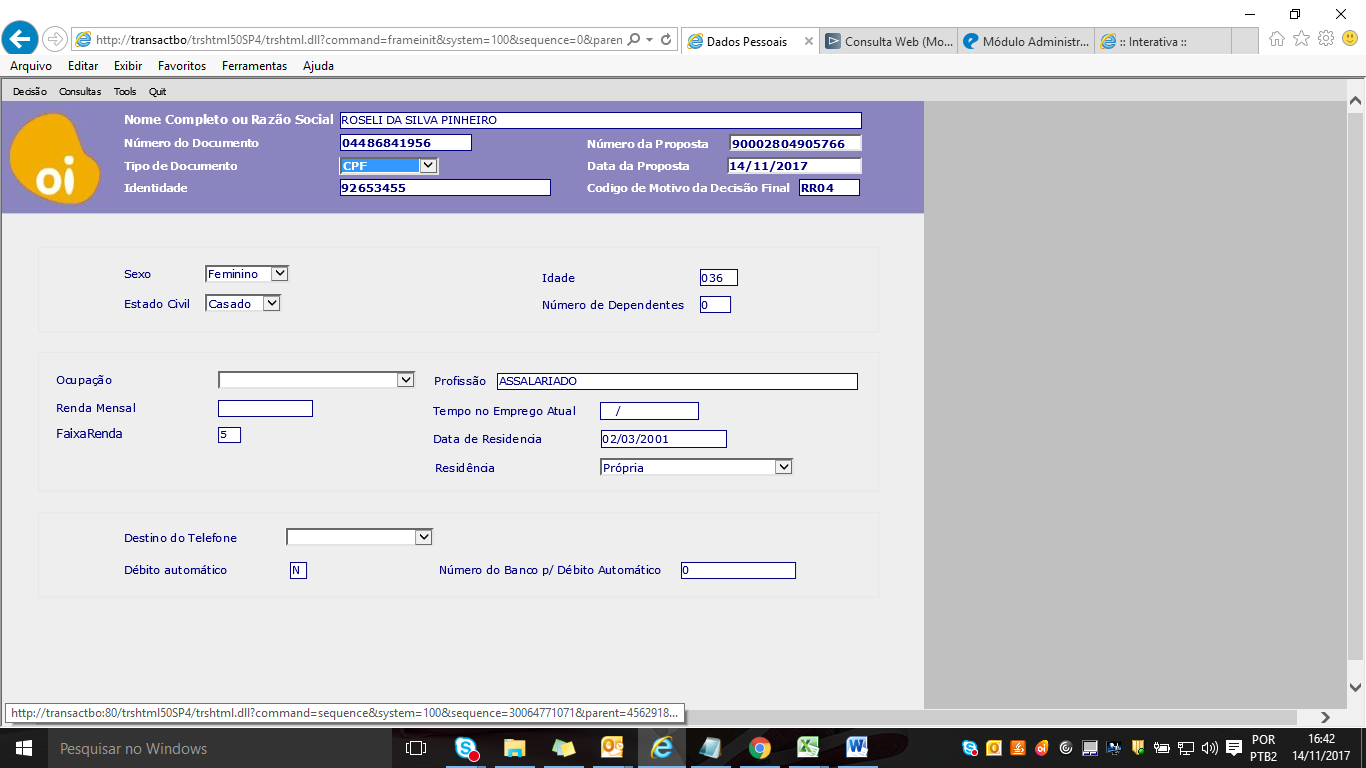 http://transactbo/trshtml50SP4/trshtml.dll?command=frameinit&system=100&sequence=0&paren
Dados Pessoais
Consulta Web (Mo...
Módulo Administr...
:: Interativa ::
Arquivo Editar Exibir Favoritos Ferramentas Ajuda
Decisão Consultas Tools Quit
oi
Nome Completo ou Razão Social ROSELI DA SILVA PINHEIRO
Número do Documento 04486841956 Número da Proposta 90002804905766
Tipo de Documento CPF Data da Proposta 14/11/2017
Identidade 92653455 Codigo de Motivo da Decisão Final RR04
Sexo Feminino Idade 036
Estado Civil Casado Número de Dependentes 0
Ocupação Profissão ASSALARIADO
Renda Mensal Tempo no Emprego Atual /
FaixaRenda 5 Data de Residencia 02/03/2001
Residência Própria
Destino do Telefone
Débito automático N Número do Banco p/ Débito Automático 0
http://transactbo:80/trshtml50SP4/trshtml.dll?command=sequence&system=100&sequence=30064771071&parent=4562918...
Pesquisar no Windows
POR
PTB2
16:42
14/11/2017